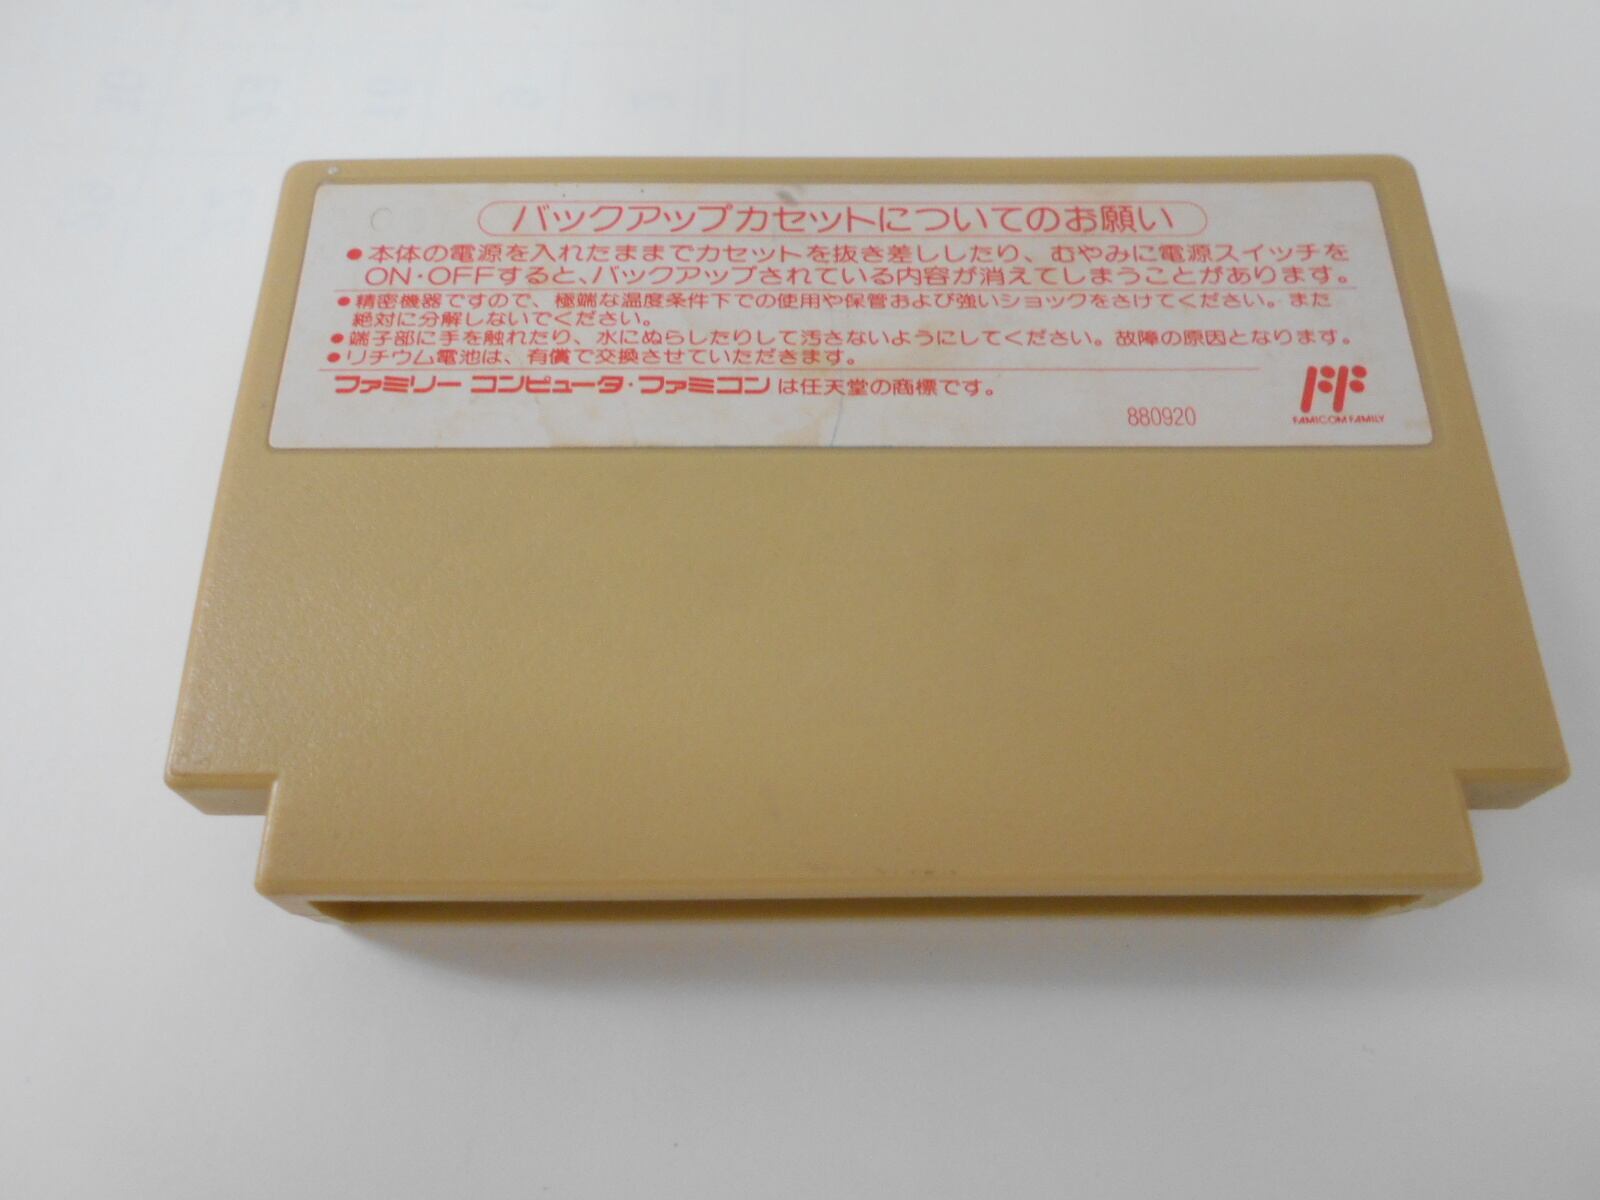 バックアップカセットについてのお願い
●本体の電源を入れたままでカセットを抜き差ししたり、むやみに電源スイッチを
ON・OFFすると、バックアップされている内容が消えてしまうことがあります。
●精密機器ですので、極端な温度条件下での使用や保管および強いショックをさけてください。また
絶対に分解しないでください。
●端子部に手を触れたり、水にぬらしたりして汚さないようにしてください。故障の原因となります。
●リチウム電池は、有償で交換させていただきます。
ファミリー コンピュータ・ファミコンは任天堂の商標です。
880920
FAMICOM FAMILY